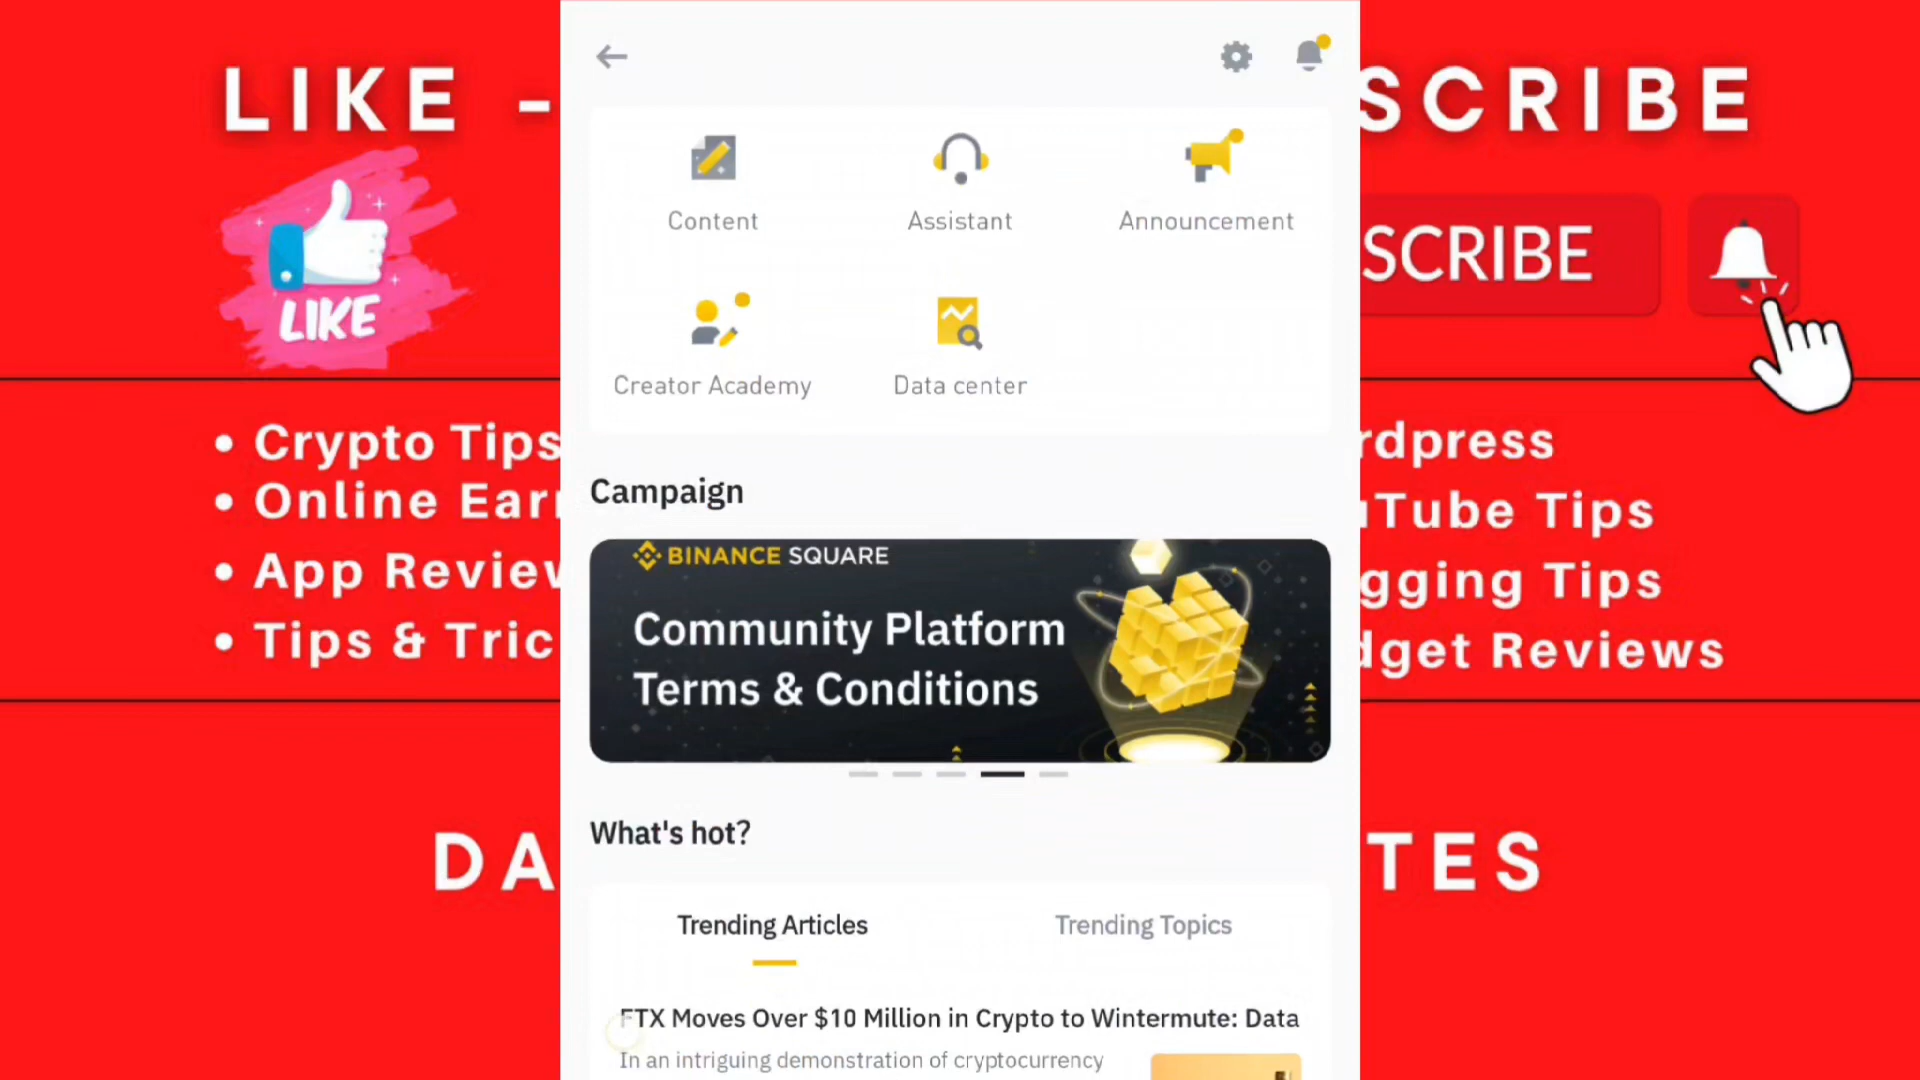 LIKE -
SCRIBE
LIKE
SCRIBE
Content
Assistant
Announcement
Creator Academy
Data center
• Crypto Tips
• Online Ear
• App Review
• Tips & Tric
rdpress
Tube Tips
gging Tips
dget Reviews
Campaign
BINANCE SQUARE
Community Platform
Terms & Conditions
What's hot?
DA
TES
Trending Articles
Trending Topics
FTX Moves Over $10 Million in Crypto to Wintermute: Data
In an intriguing demonstration of cryptocurrency